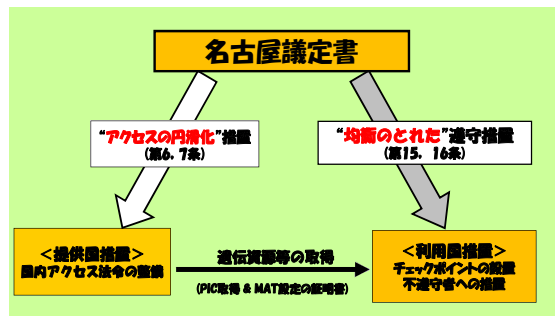 名古屋議定書
“アクセスの円滑化”措置
(第6, 7条)
“均衡のとれた”遵守措置
(第15, 16条)
＜提供国措置＞
国内アクセス法令の整備
遺伝資源等の取得
(PIC取得 & MAT設定の証明書)
＜利用国措置＞
チェックポイントの設置
不遵守者への措置